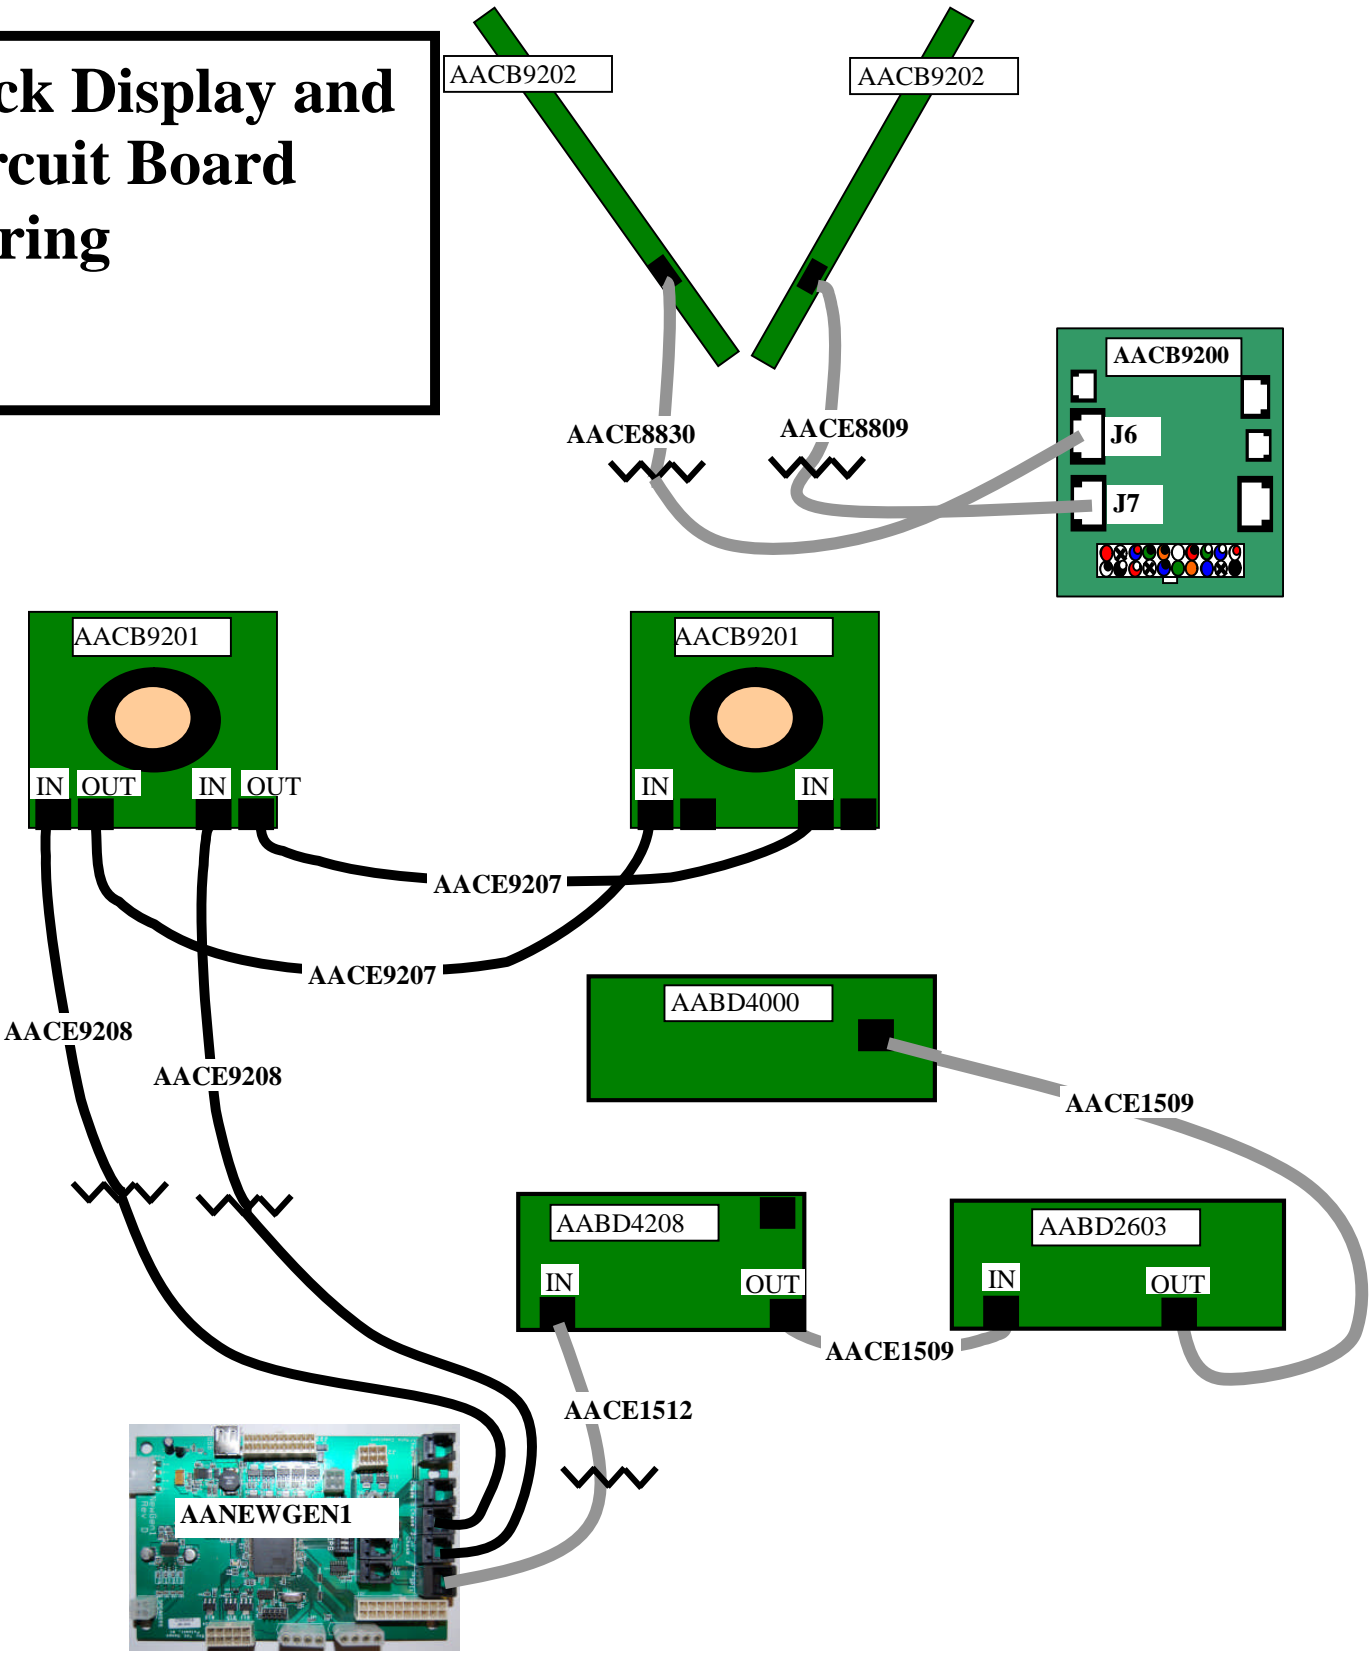 ck Display and
rcuit Board
ring
AACB9202
AACB9202
AACB9200
AACE8830
AACE8809
J6
J7
AACB9201
AACB9201
IN OUT IN OUT
IN IN
AACE9207
AACE9207
AABD4000
AACE9208
AACE9208
AACE1509
AABD4208
AABD2603
IN OUT
IN OUT
AACE1509
AACE1512
AANEWGEN1